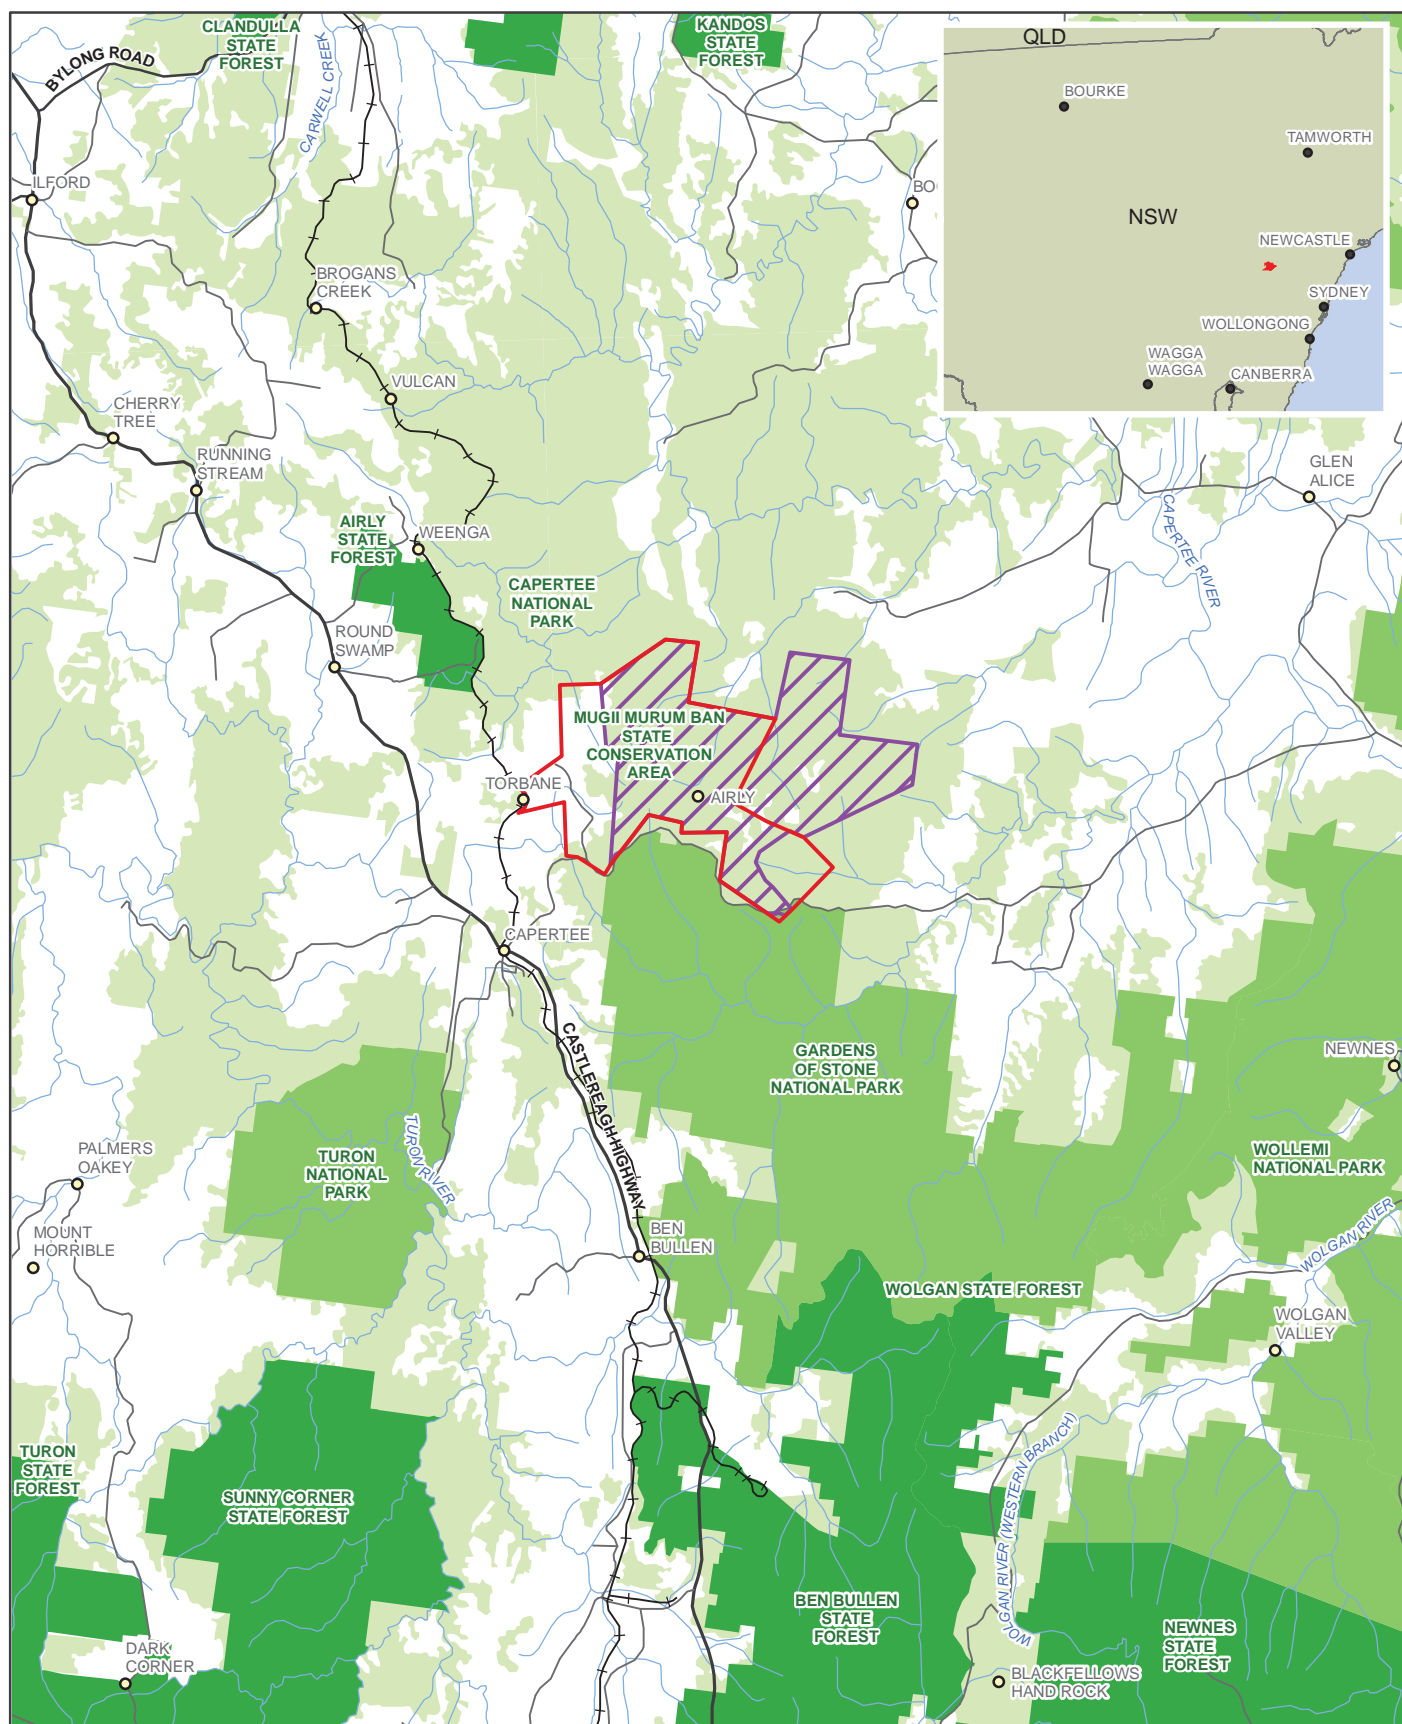 CLANDULLA
STATE
FOREST
KANDOS
STATE
FOREST
BYLONG ROAD
CARWELL CREEK
QLD
BOURKE
TAMWORTH
NSW
NEWCASTLE
SYDNEY
WOLLONGONG
WAGGA
WAGGA
CANBERRA
ILFORD
BO
BROGANS
CREEK
VULCAN
CHERRY
TREE
RUNNING
STREAM
GLEN
ALICE
CAPERTEE RIVER
AIRLY
STATE
FOREST
WEENGA
CAPERTEE
NATIONAL
PARK
ROUND
SWAMP
MUGII MURUM BAN
STATE
CONSERVATION
AREA
TORBANE
AIRLY
CAPERTEE
CASTLEREAGH HIGHWAY
GARDENS
OF STONE
NATIONAL PARK
NEWNES
TURON RIVER
PALMERS
OAKEY
TURON
NATIONAL
PARK
WOLLEMI
NATIONAL PARK
MOUNT
HORRIBLE
BEN
BULLEN
WOLGAN RIVER
WOLGAN STATE FOREST
WOLGAN
VALLEY
TURON
STATE
FOREST
SUNNY CORNER
STATE FOREST
WOLGAN RIVER (WESTERN BRANCH)
BEN BULLEN
STATE
FOREST
NEWNES
STATE
FOREST
DARK
CORNER
BLACKFELLOWS
HAND ROCK